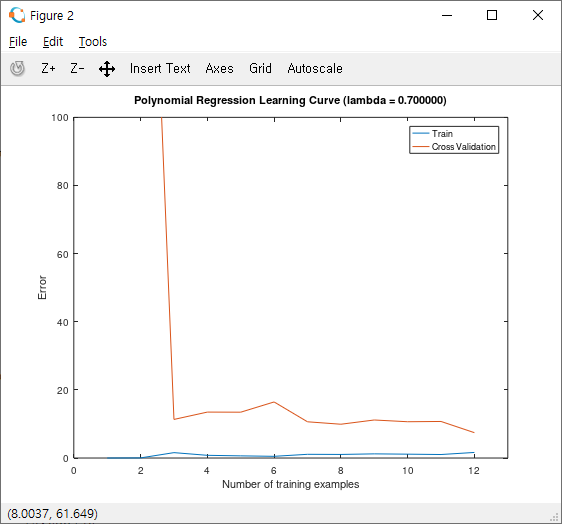 Figure 2
File Edit Tools
Z+ Z- Insert Text Axes Grid Autoscale
Polynomial Regression Learning Curve (lambda = 0.700000)
Train
Cross Validation
100
80
60
40
20
0
Error
0 2 4 6 8 10 12
Number of training examples
(8.0037, 61.649)